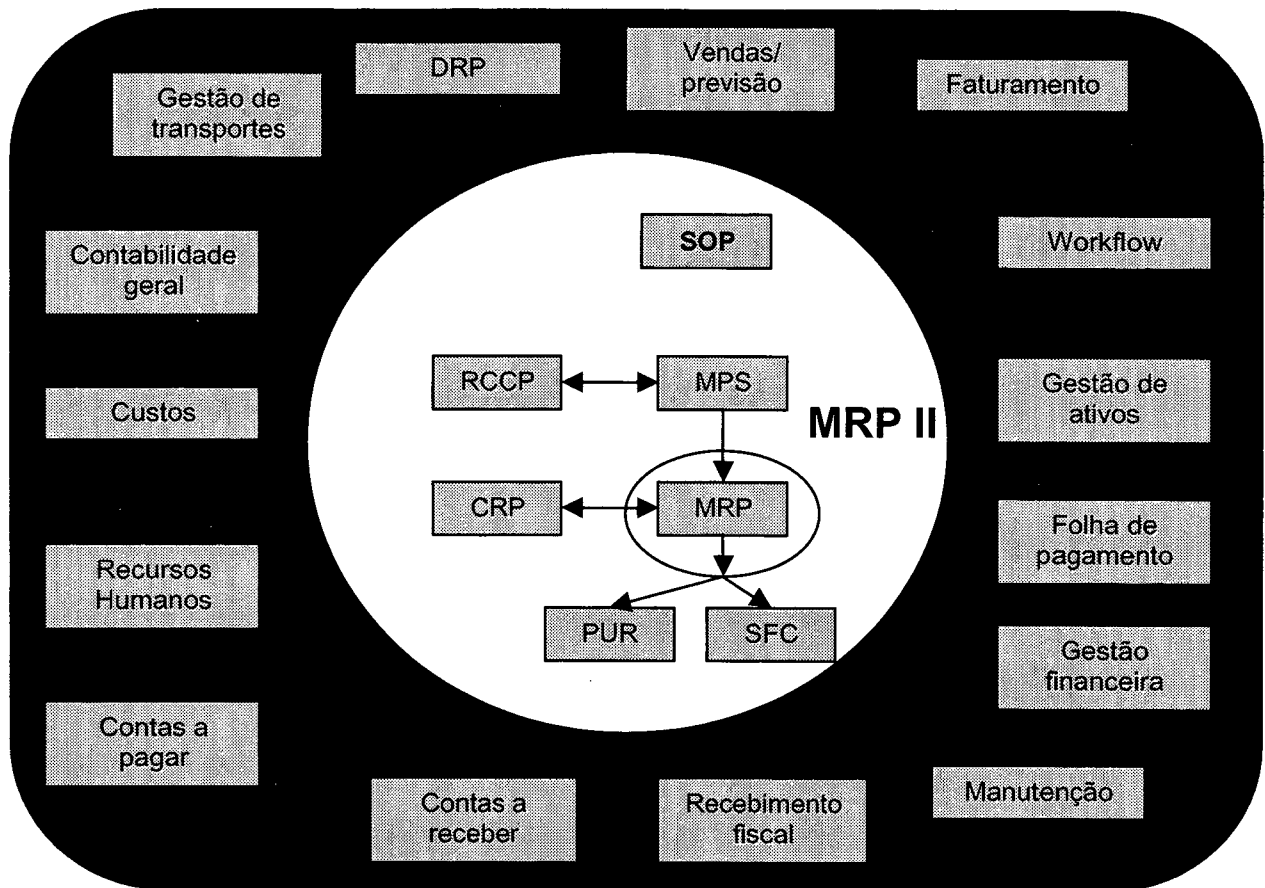 DRP
Vendas/
previsão
Faturamento
Gestão de
transportes
SOP
Workflow
Contabilidade
geral
RCCP
MPS
Gestão de
ativos
Custos
MRP II
CRP
MRP
Folha de
pagamento
Recursos
Humanos
PUR
SFC
Gestão
financeira
Contas a
pagar
Contas a
receber
Recebimento
fiscal
Manutenção